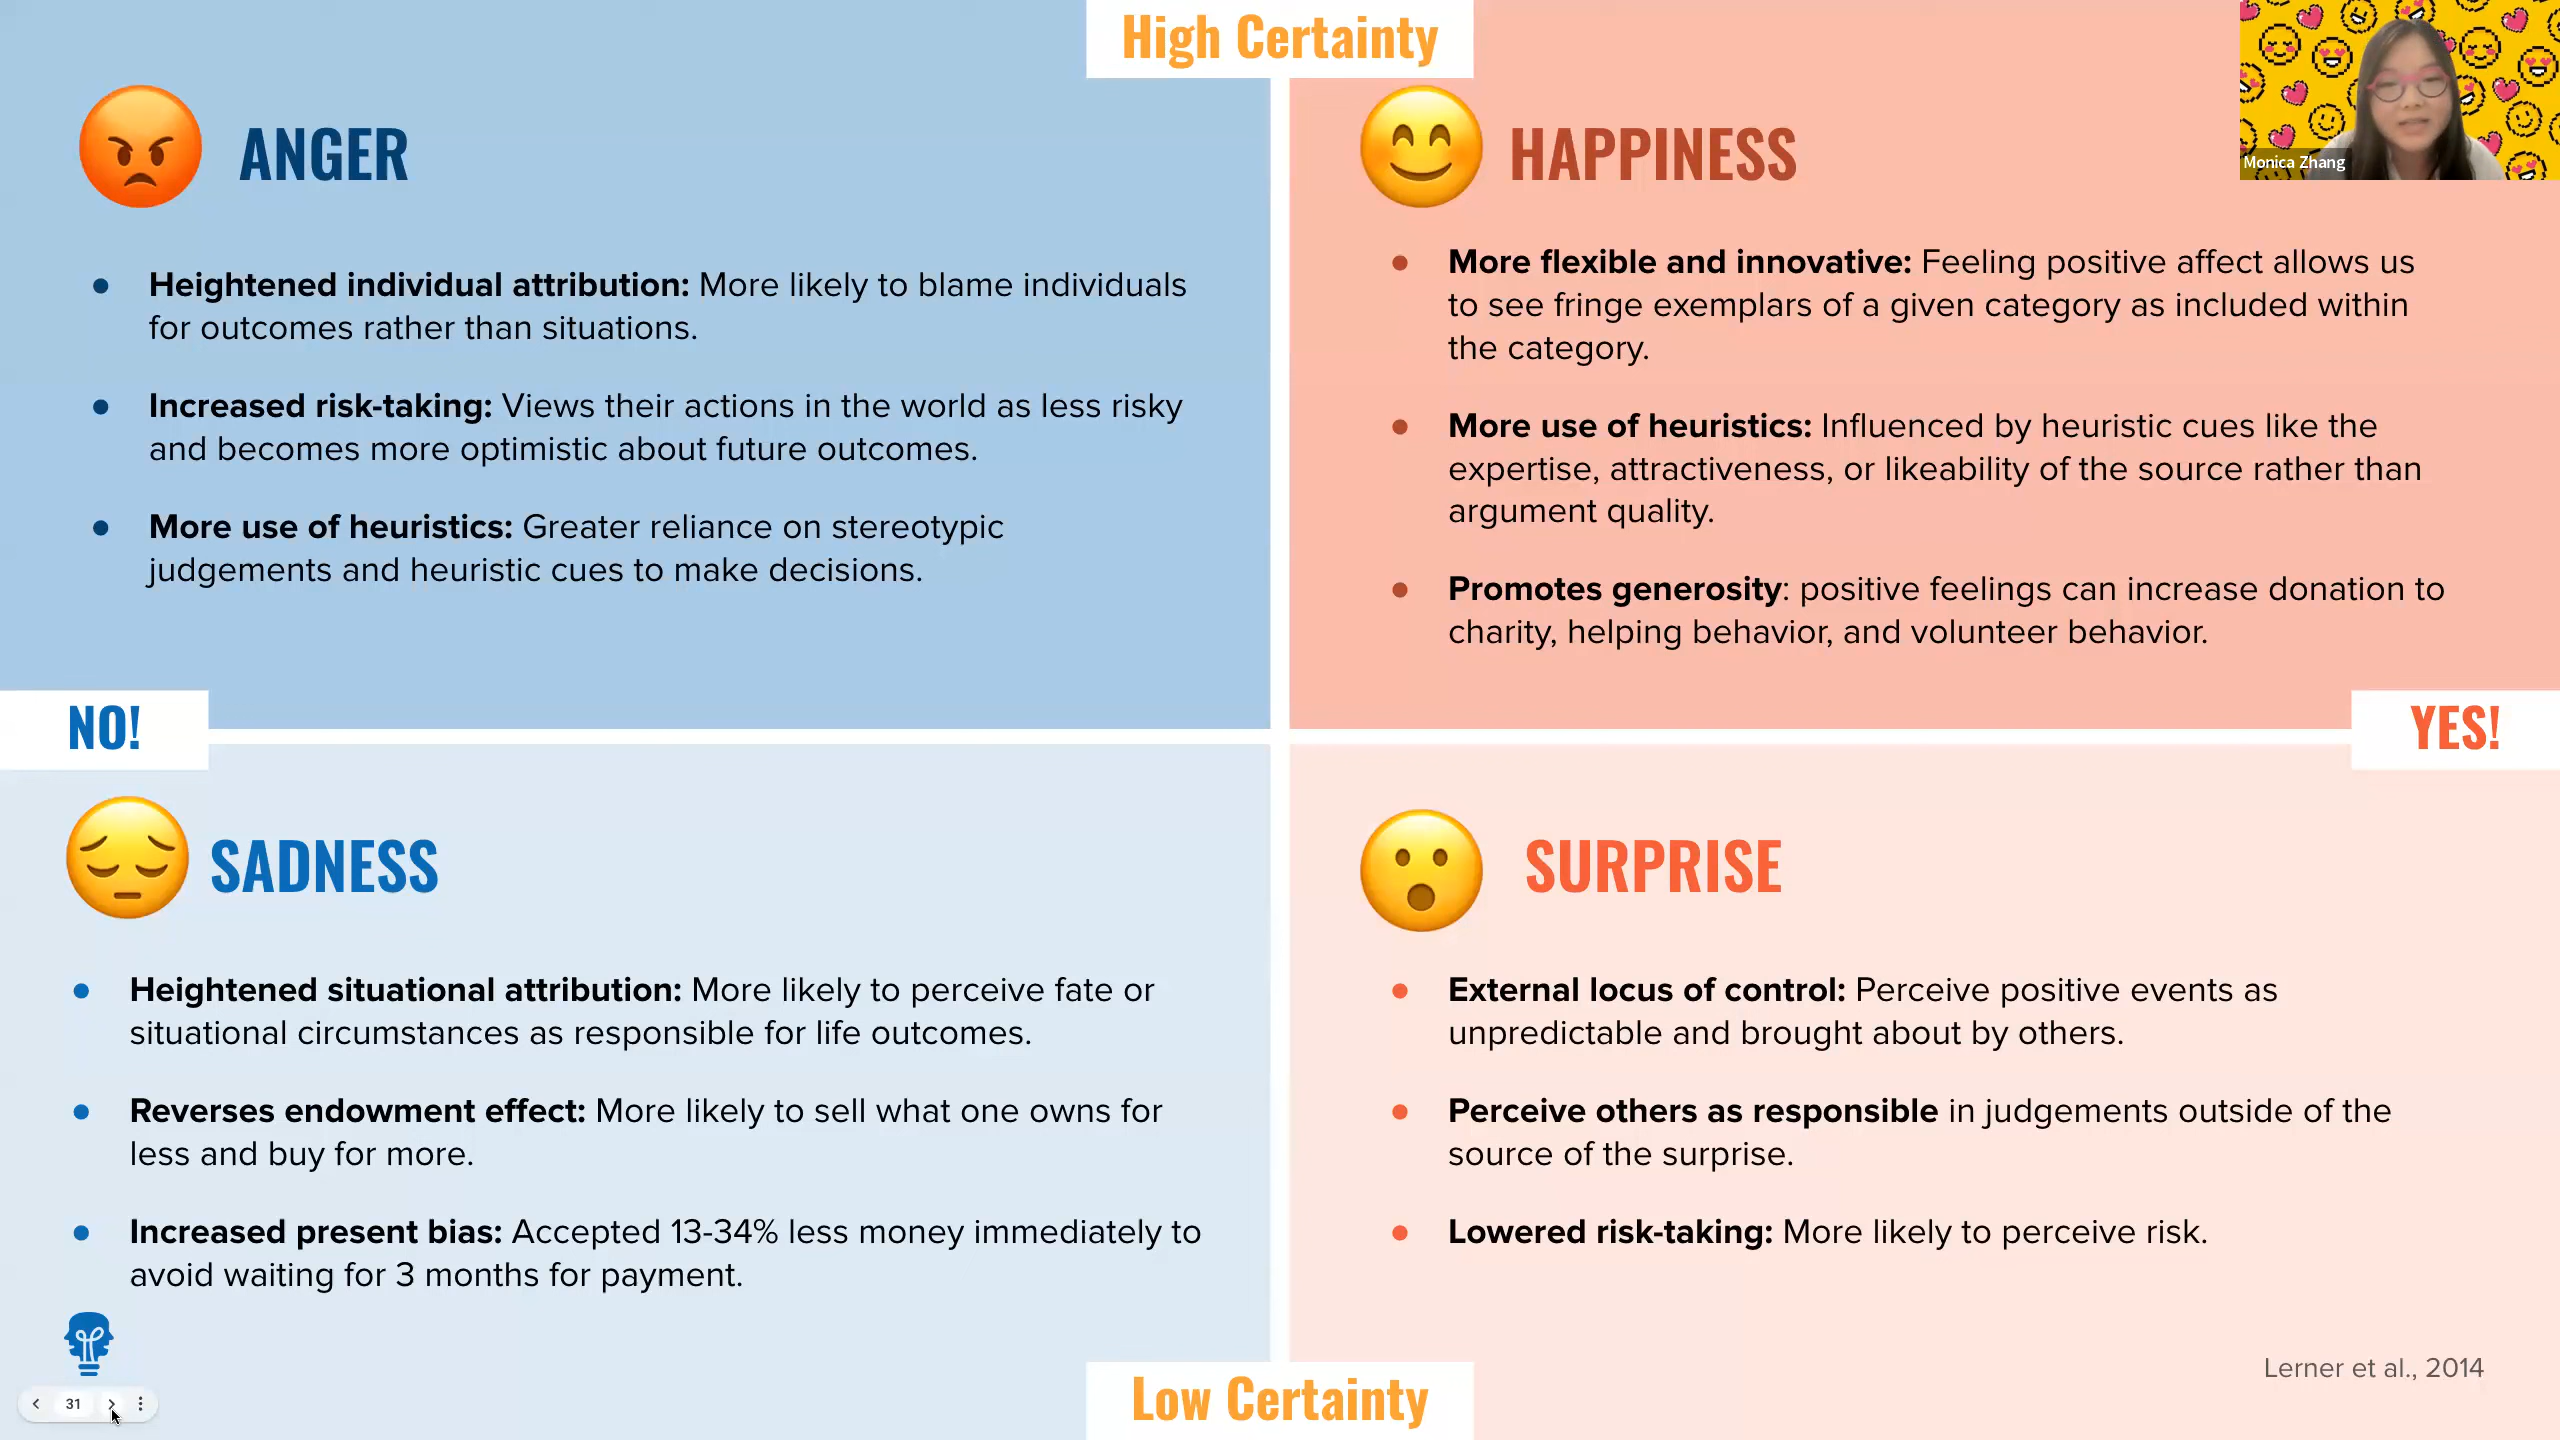 High Certainty
Monica Zhang
ANGER
● Heightened individual attribution: More likely to blame individuals
for outcomes rather than situations.
● Increased risk-taking: Views their actions in the world as less risky
and becomes more optimistic about future outcomes.
● More use of heuristics: Greater reliance on stereotypic
judgements and heuristic cues to make decisions.
HAPPINESS
● More flexible and innovative: Feeling positive affect allows us
to see fringe exemplars of a given category as included within
the category.
● More use of heuristics: Influenced by heuristic cues like the
expertise, attractiveness, or likeability of the source rather than
argument quality.
● Promotes generosity: positive feelings can increase donation to
charity, helping behavior, and volunteer behavior.
NO!
YES!
SADNESS
● Heightened situational attribution: More likely to perceive fate or
situational circumstances as responsible for life outcomes.
● Reverses endowment effect: More likely to sell what one owns for
less and buy for more.
● Increased present bias: Accepted 13-34% less money immediately to
avoid waiting for 3 months for payment.
SURPRISE
● External locus of control: Perceive positive events as
unpredictable and brought about by others.
● Perceive others as responsible in judgements outside of the
source of the surprise.
● Lowered risk-taking: More likely to perceive risk.
Lerner et al., 2014
31
Low Certainty